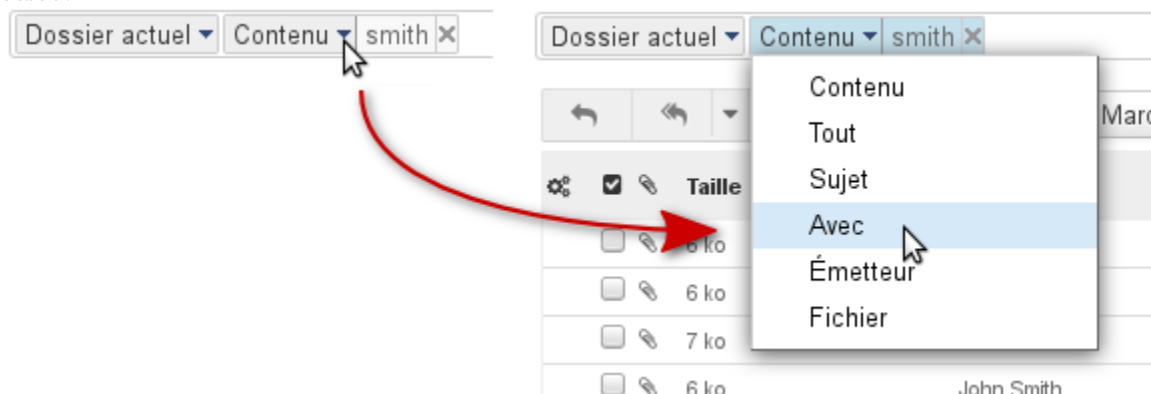 Dossier actuel Contenu smith
Dossier actuel Contenu smith
Contenu
Tout
Sujet
Avec
Émetteur
Fichier
Marc
Taille
6 ko
6 ko
7 ko
6 ko John Smith